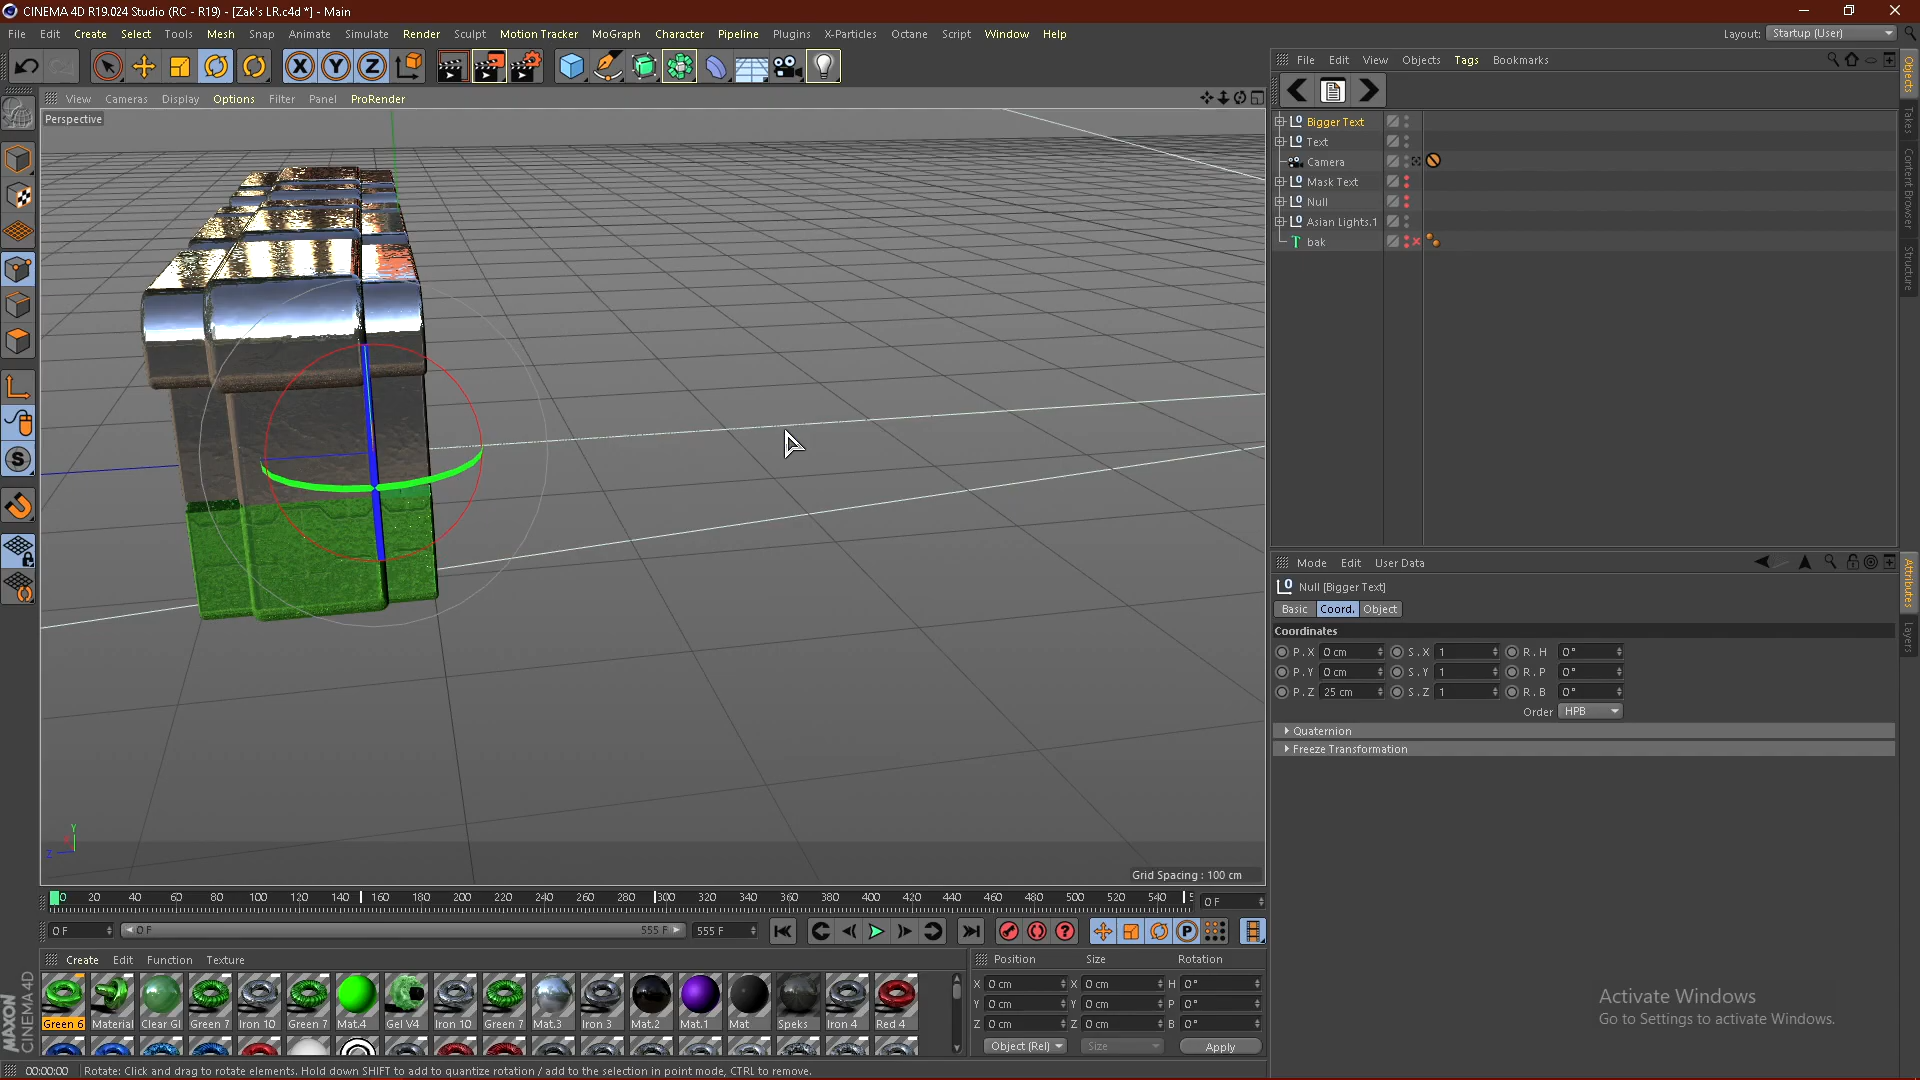 CINEMA 4D R19.024 Studio (RC - R19) - [Zak's LR.c4d *] - Main
File Edit Create Select Tools Mesh Snap Animate Simulate Render Sculpt Motion Tracker MoGraph Character Pipeline Plugins X-Particles Octane Script Window Help
Layout: Startup (User)
File Edit View Objects Tags Bookmarks
View Cameras Display Options Filter Panel ProRender
Perspective
Bigger Text
Text
Camera
Mask Text
Null
Asian Lights.1
bak
Objects
Takes
Content Browser
Structure
Mode Edit User Data
Null [Bigger Text]
Basic Coord. Object
Coordinates
P . X 0 cm S . X 1 R . H 0°
P . Y 0 cm S . Y 1 R . P 0°
P . Z 25 cm S . Z 1 R . B 0°
Order HPB
Quaternion
Freeze Transformation
Attributes
Layers
Y
Z
Grid Spacing : 100 cm
0 20 40 60 80 100 120 140 160 180 200 220 240 260 280 300 320 340 360 380 400 420 440 460 480 500 520 540 0 F
0 F 0 F 555 F 555 F
Create Edit Function Texture
Green 6 Material Clear Gl Green 7 Iron 10 Green 7 Mat.4 Gel V4 Iron 10 Green 7 Mat.3 Iron 3 Mat.2 Mat.1 Mat Speks Iron 4 Red 4
Position Size Rotation
X 0 cm X 0 cm H 0°
Y 0 cm Y 0 cm P 0°
Z 0 cm Z 0 cm B 0°
Object (Rel) Size Apply
MAXON
CINEMA 4D
Activate Windows
Go to Settings to activate Windows.
00:00:00 Rotate: Click and drag to rotate elements. Hold down SHIFT to add to quantize rotation / add to the selection in point mode, CTRL to remove.